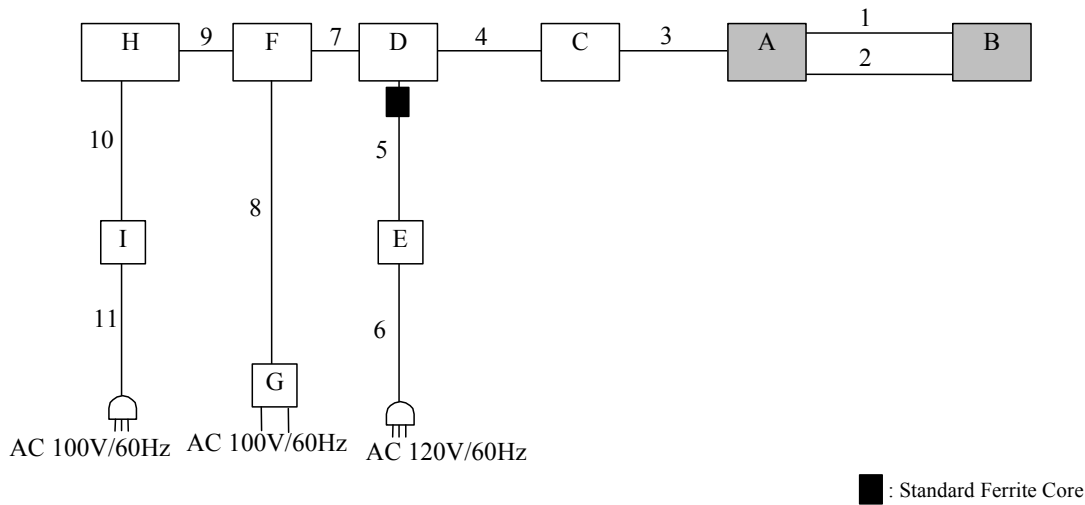 H 9 F 7 D 4 C 3 A 1 B
2
10 5
8
I E
11 6
G
AC 100V/60Hz AC 100V/60Hz AC 120V/60Hz
: Standard Ferrite Core